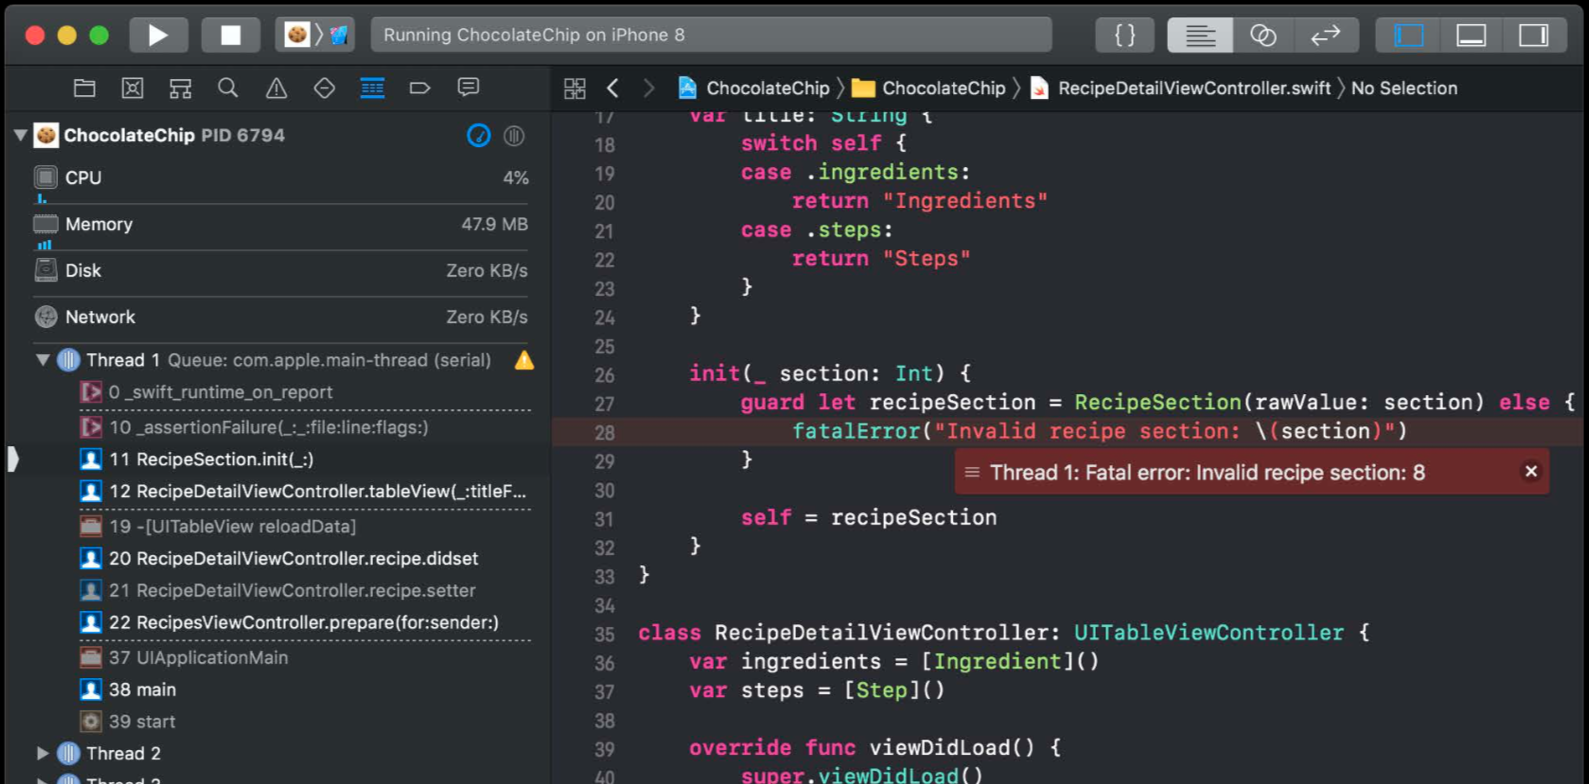 Running ChocolateChip on iPhone 8
{ }
ChocolateChip PID 6794
CPU 4%
Memory 47.9 MB
Disk Zero KB/s
Network Zero KB/s
Thread 1 Queue: com.apple.main-thread (serial)
0 _swift_runtime_on_report
10 _assertionFailure(_:_:file:line:flags:)
11 RecipeSection.init(_:)
12 RecipeDetailViewController.tableView(_:titleF...
19 -[UITableView reloadData]
20 RecipeDetailViewController.recipe.didset
21 RecipeDetailViewController.recipe.setter
22 RecipesViewController.prepare(for:sender:)
37 UIApplicationMain
38 main
39 start
Thread 2
Thread 3
ChocolateChip 〉 ChocolateChip 〉 RecipeDetailViewController.swift 〉 No Selection
17 var title: String {
18 switch self {
19 case .ingredients:
20 return "Ingredients"
21 case .steps:
22 return "Steps"
23 }
24 }
25
26 init(_ section: Int) {
27 guard let recipeSection = RecipeSection(rawValue: section) else {
28 fatalError("Invalid recipe section: \(section)")
29 }
Thread 1: Fatal error: Invalid recipe section: 8
30
31 self = recipeSection
32 }
33 }
34
35 class RecipeDetailViewController: UITableViewController {
36 var ingredients = [Ingredient]()
37 var steps = [Step]()
38
39 override func viewDidLoad() {
40 super.viewDidLoad()